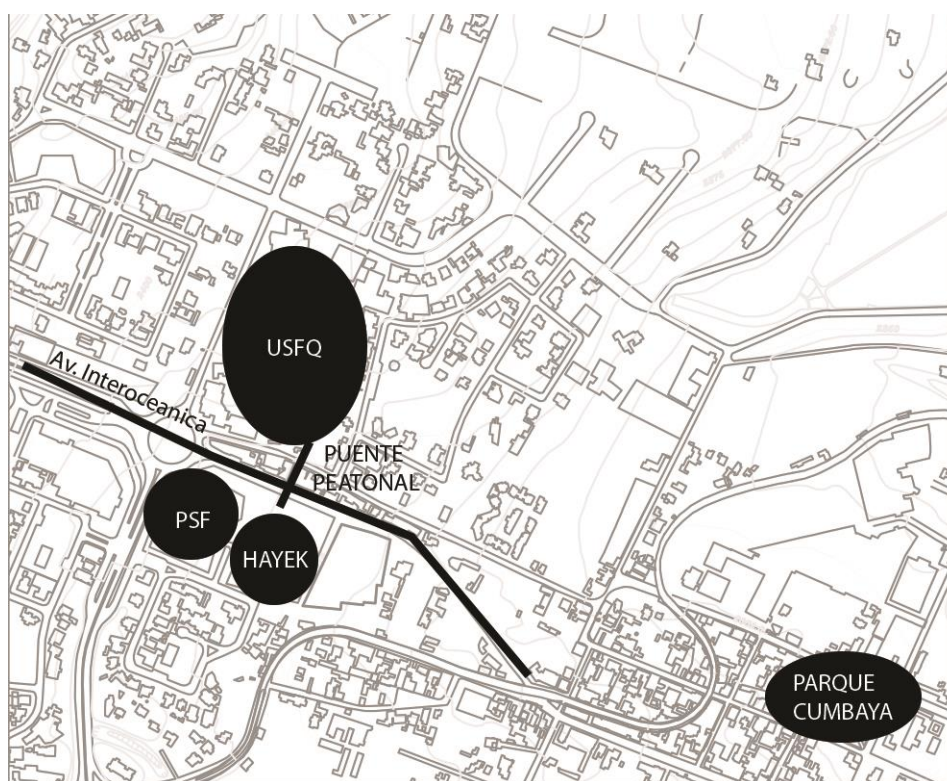 USFQ
Av. Interoceanica
PUENTE
PEATONAL
PSF
HAYEK
PARQUE
CUMBAYA